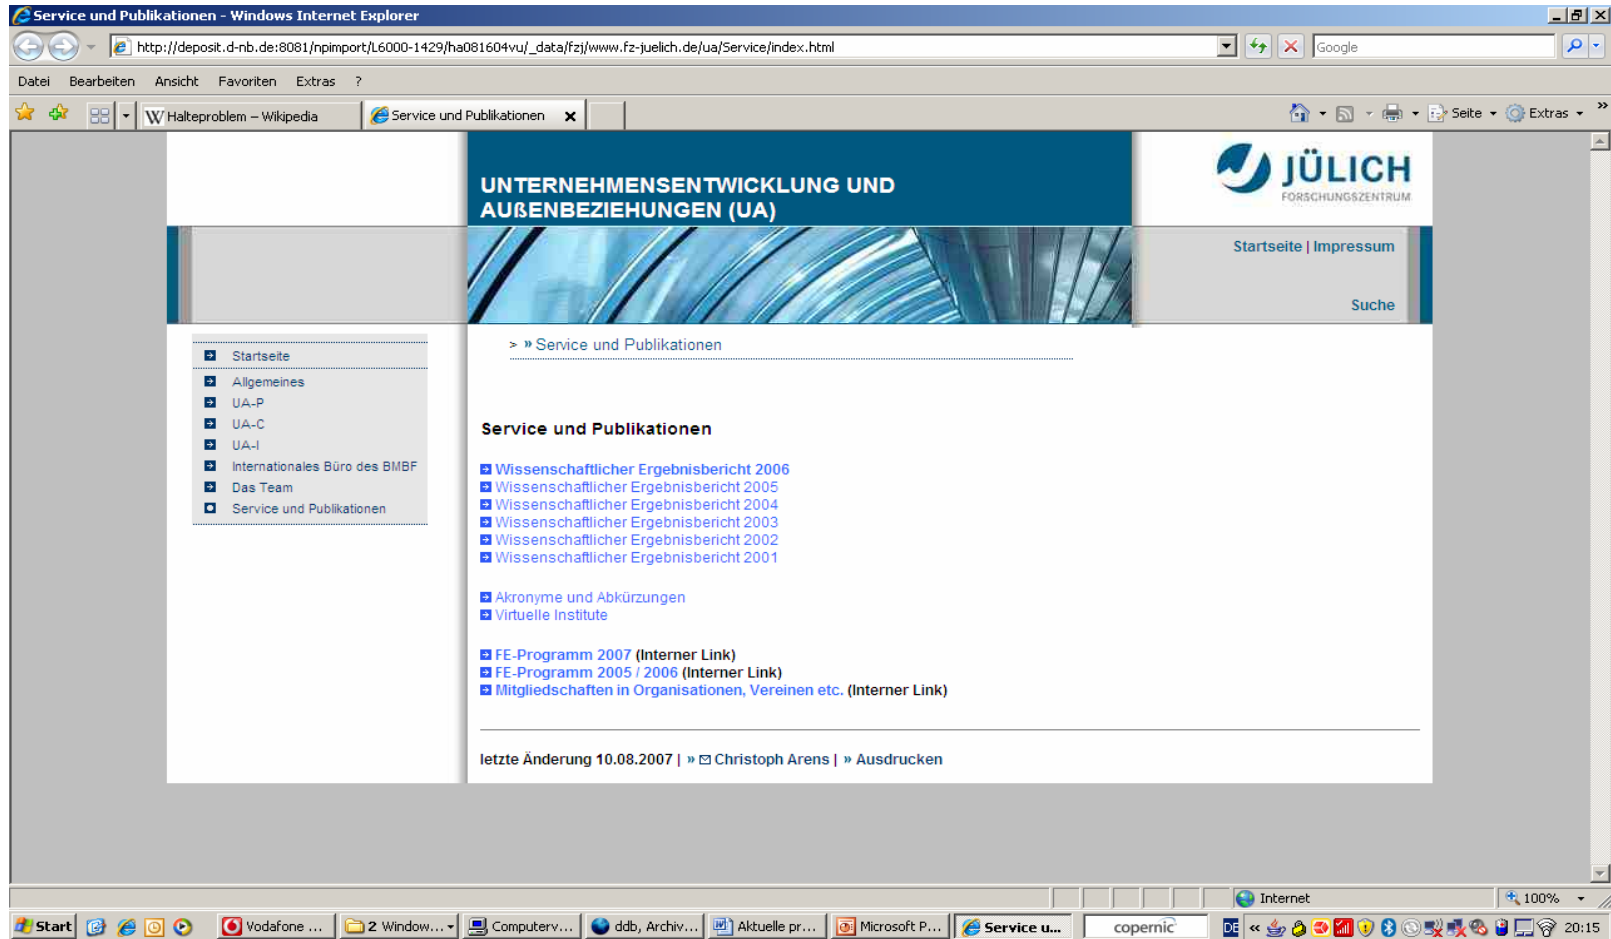 Service und Publikationen - Windows Internet Explorer
http://deposit.d-nb.de:8081/npimport/L6000-1429/ha081604vu/_data/fzj/www.fz-juelich.de/ua/Service/index.html
Google
Datei Bearbeiten Ansicht Favoriten Extras ?
W Halteproblem – Wikipedia
Service und Publikationen
Seite
Extras
»
UNTERNEHMENSENTWICKLUNG UND
AUßENBEZIEHUNGEN (UA)
JÜLICH
FORSCHUNGSZENTRUM
Startseite | Impressum
Suche
Startseite
Allgemeines
UA-P
UA-C
UA-I
Internationales Büro des BMBF
Das Team
Service und Publikationen
> » Service und Publikationen
Service und Publikationen
Wissenschaftlicher Ergebnisbericht 2006
Wissenschaftlicher Ergebnisbericht 2005
Wissenschaftlicher Ergebnisbericht 2004
Wissenschaftlicher Ergebnisbericht 2003
Wissenschaftlicher Ergebnisbericht 2002
Wissenschaftlicher Ergebnisbericht 2001
Akronyme und Abkürzungen
Virtuelle Institute
FE-Programm 2007 (Interner Link)
FE-Programm 2005 / 2006 (Interner Link)
Mitgliedschaften in Organisationen, Vereinen etc. (Interner Link)
letzte Änderung 10.08.2007 | » Christoph Arens | » Ausdrucken
Internet
100%
Start
Vodafone ...
2 Window...
Computerv...
ddb, Archiv...
Aktuelle pr...
Microsoft P...
Service u...
copernic
DE
«
20:15